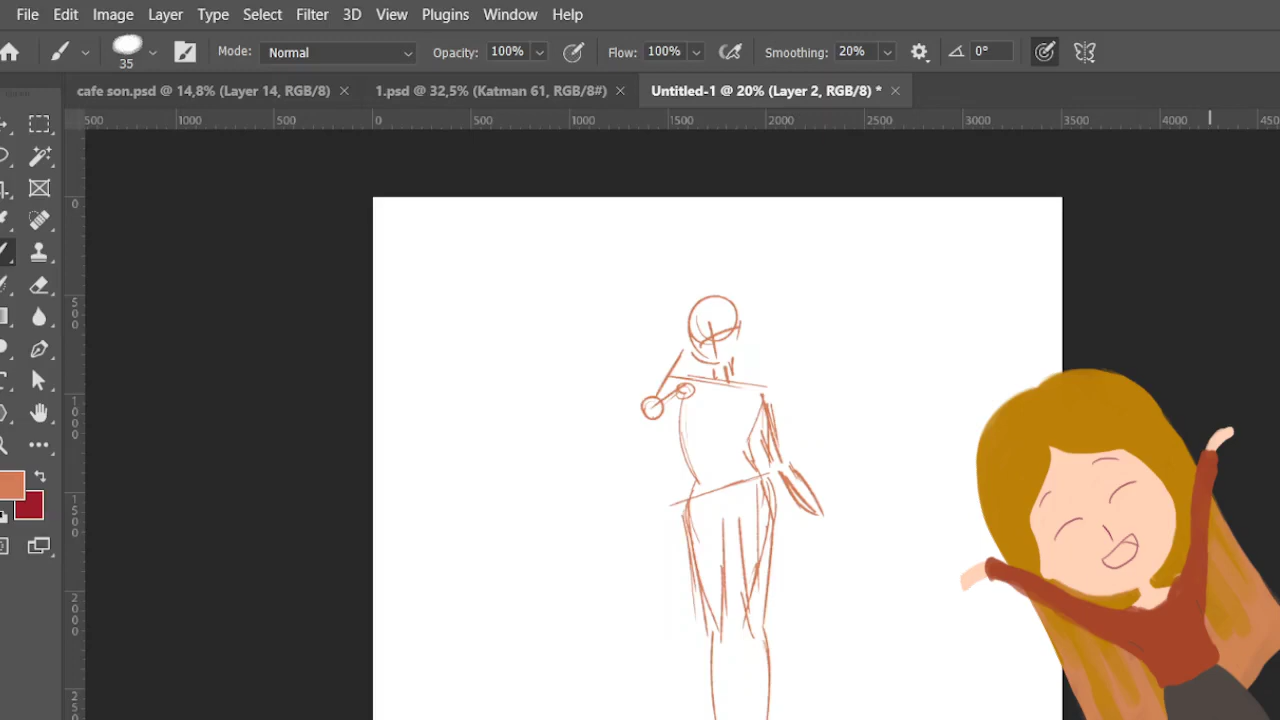 File Edit Image Layer Type Select Filter 3D View Plugins Window Help
35 Mode: Normal Opacity: 100% Flow: 100% Smoothing: 20% 0°
cafe son.psd @ 14,8% (Layer 14, RGB/8) 1.psd @ 32,5% (Katman 61, RGB/8#) Untitled-1 @ 20% (Layer 2, RGB/8) *
500 1000 500 0 500 1000 1500 2000 2500 3000 3500 4000 450
0
500
1000
1500
2000
25